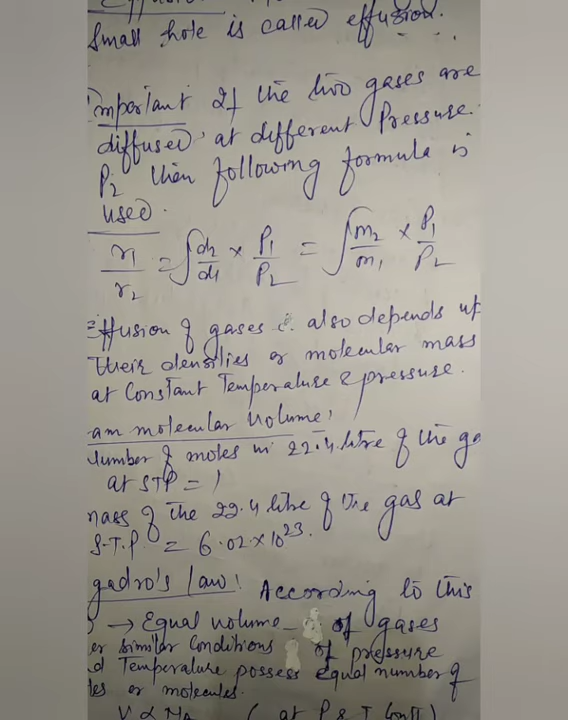 small hole is called effusion.
Important If the two gases are
diffused at different Pressure.
P2 then following formula is
used.
r1/r2 = √d2/d1 × P1/P2 = √m2/m1 × P1/P2
Effusion of gases is also depends up
their densities or molecular mass
at Constant Temperature & pressure.
am molecular Volume:
Number of moles in 22.4 litre of the ga
at STP = 1
mass of the 22.4 litre of the gas at
S.T.P = 6.02×10²³.
gadro's law: According to this
→ Equal volume of gases
er similar Conditions of pressure
d Temperature possess equal number of
les or molecules.
V ∝ N (at P & T Const)